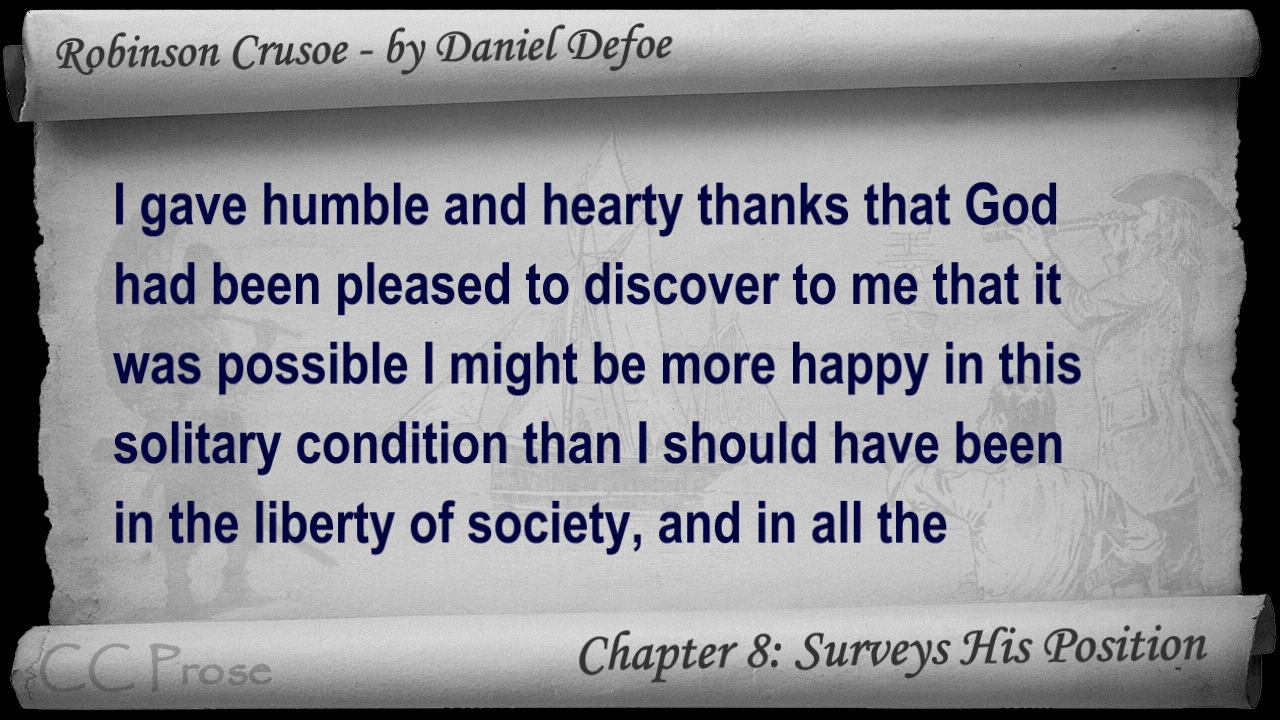 Robinson Crusoe - by Daniel Defoe
I gave humble and hearty thanks that God
had been pleased to discover to me that it
was possible I might be more happy in this
solitary condition than I should have been
in the liberty of society, and in all the
Chapter 8: Surveys His Position
CC Prose